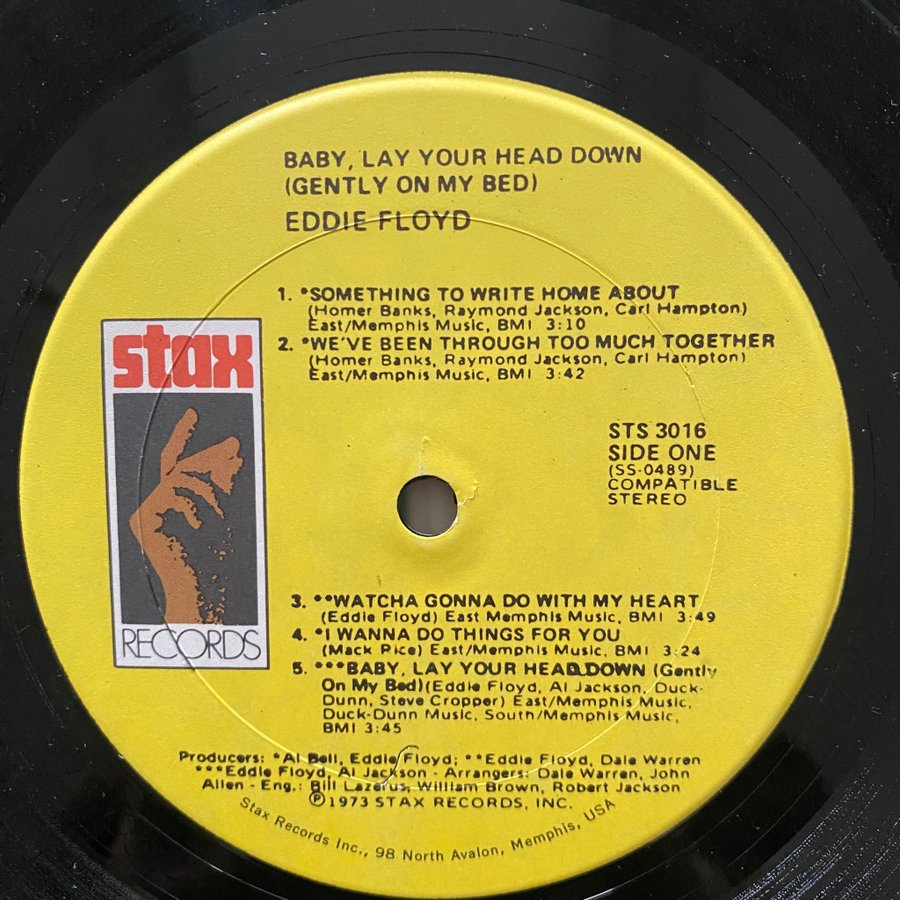 BABY, LAY YOUR HEAD DOWN
(GENTLY ON MY BED)
EDDIE FLOYD
1. *SOMETHING TO WRITE HOME ABOUT
(Homer Banks, Raymond Jackson, Carl Hampton)
East/Memphis Music, BMI 3:10
2. *WE'VE BEEN THROUGH TOO MUCH TOGETHER
(Homer Banks, Raymond Jackson, Carl Hampton)
East/Memphis Music, BMI 3:42
stax
RECORDS
STS 3016
SIDE ONE
(SS-0489)
COMPATIBLE
STEREO
3. **WATCHA GONNA DO WITH MY HEART
(Eddie Floyd) East Memphis Music, BMI 3:49
4. *I WANNA DO THINGS FOR YOU
(Mack Rice) East/Memphis Music, BMI 3:24
5. ***BABY, LAY YOUR HEAD DOWN (Gently
On My Bed) (Eddie Floyd, Al Jackson, Duck-
Dunn, Steve Cropper) East/Memphis Music,
Duck-Dunn Music, South/Memphis Music,
BMI 3:45
Producers: *Al Bell, Eddie Floyd; **Eddie Floyd, Dale Warren
***Eddie Floyd, Al Jackson - Arrangers: Dale Warren, John
Allen - Eng.: Bill Lazerus, William Brown, Robert Jackson
℗1973 STAX RECORDS, INC.
Stax Records Inc., 98 North Avalon, Memphis, USA